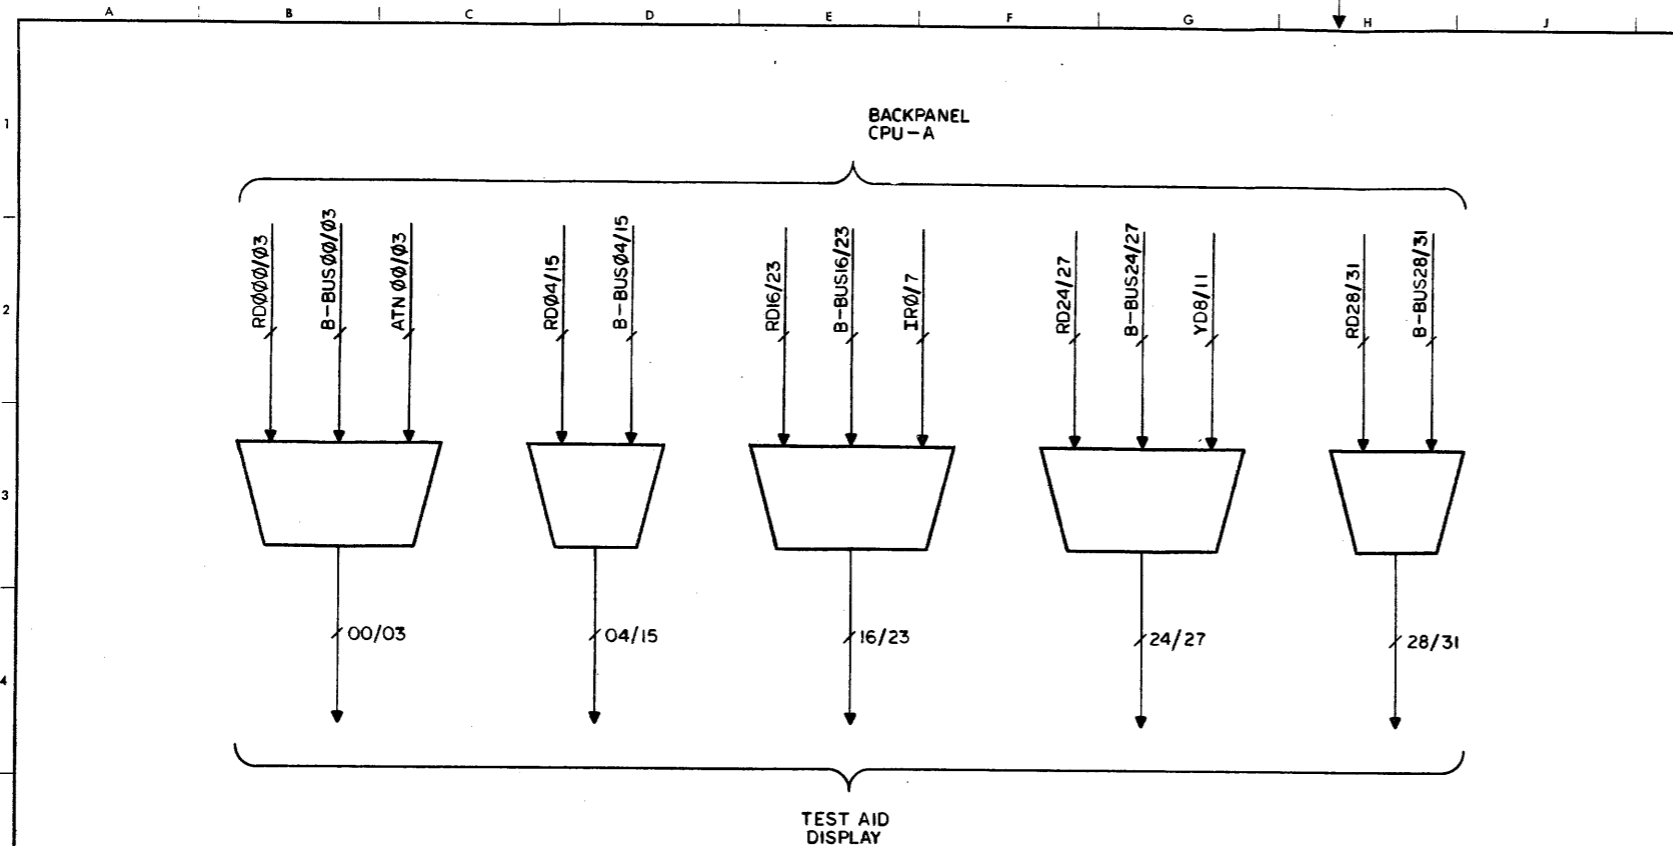 A B C D E F G H J
1
BACKPANEL
CPU-A
2
RD000/03
B-BUSØØ/Ø3
ATN ØØ/Ø3
RDØ4/15
B-BUSØ4/15
RD16/23
B-BUS16/23
IRØ/7
RD24/27
B-BUS24/27
YD8/11
RD28/31
B-BUS28/31
3
00/03
04/15
16/23
24/27
28/31
4
TEST AID
DISPLAY